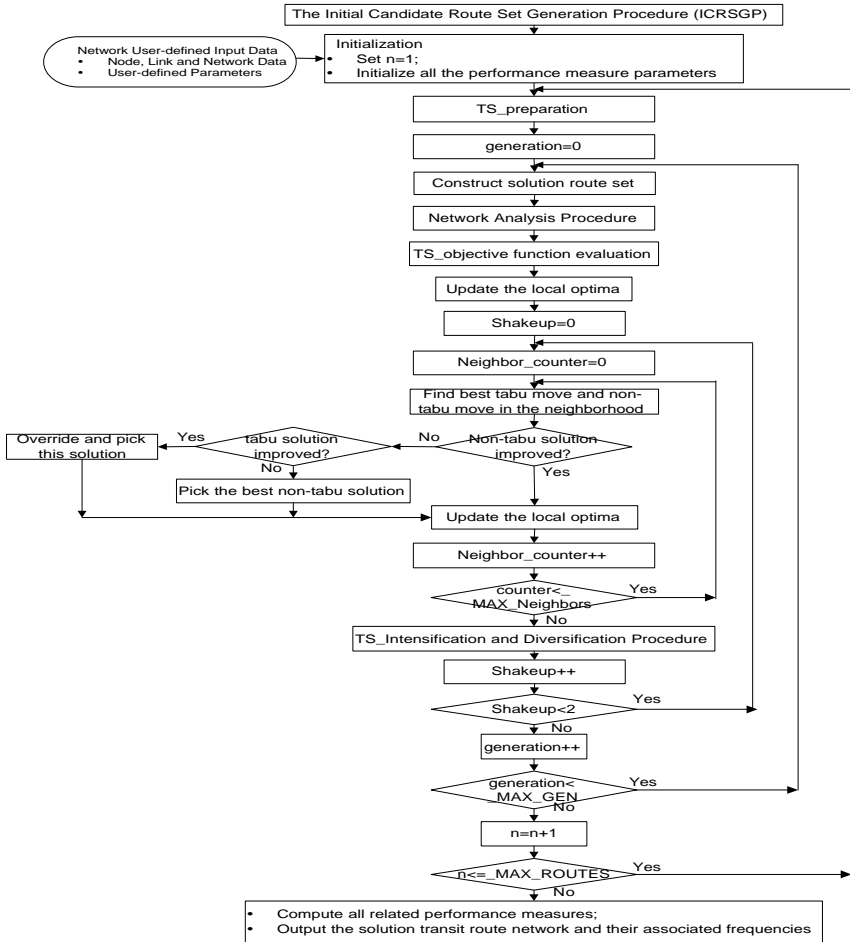 The Initial Candidate Route Set Generation Procedure (ICRSGP)
Network User-defined Input Data
• Node, Link and Network Data
• User-defined Parameters
Initialization
• Set n=1;
• Initialize all the performance measure parameters
TS_preparation
generation=0
Construct solution route set
Network Analysis Procedure
TS_objective function evaluation
Update the local optima
Shakeup=0
Neighbor_counter=0
Find best tabu move and non-
tabu move in the neighborhood
Override and pick
this solution
Yes
tabu solution
improved?
No
Non-tabu solution
improved?
No
Yes
Pick the best non-tabu solution
Update the local optima
Neighbor_counter++
counter<_
MAX_Neighbors
Yes
No
TS_Intensification and Diversification Procedure
Shakeup++
Shakeup<2
Yes
No
generation++
generation<
_MAX_GEN
Yes
No
n=n+1
n<=_MAX_ROUTES
Yes
No
• Compute all related performance measures;
• Output the solution transit route network and their associated frequencies